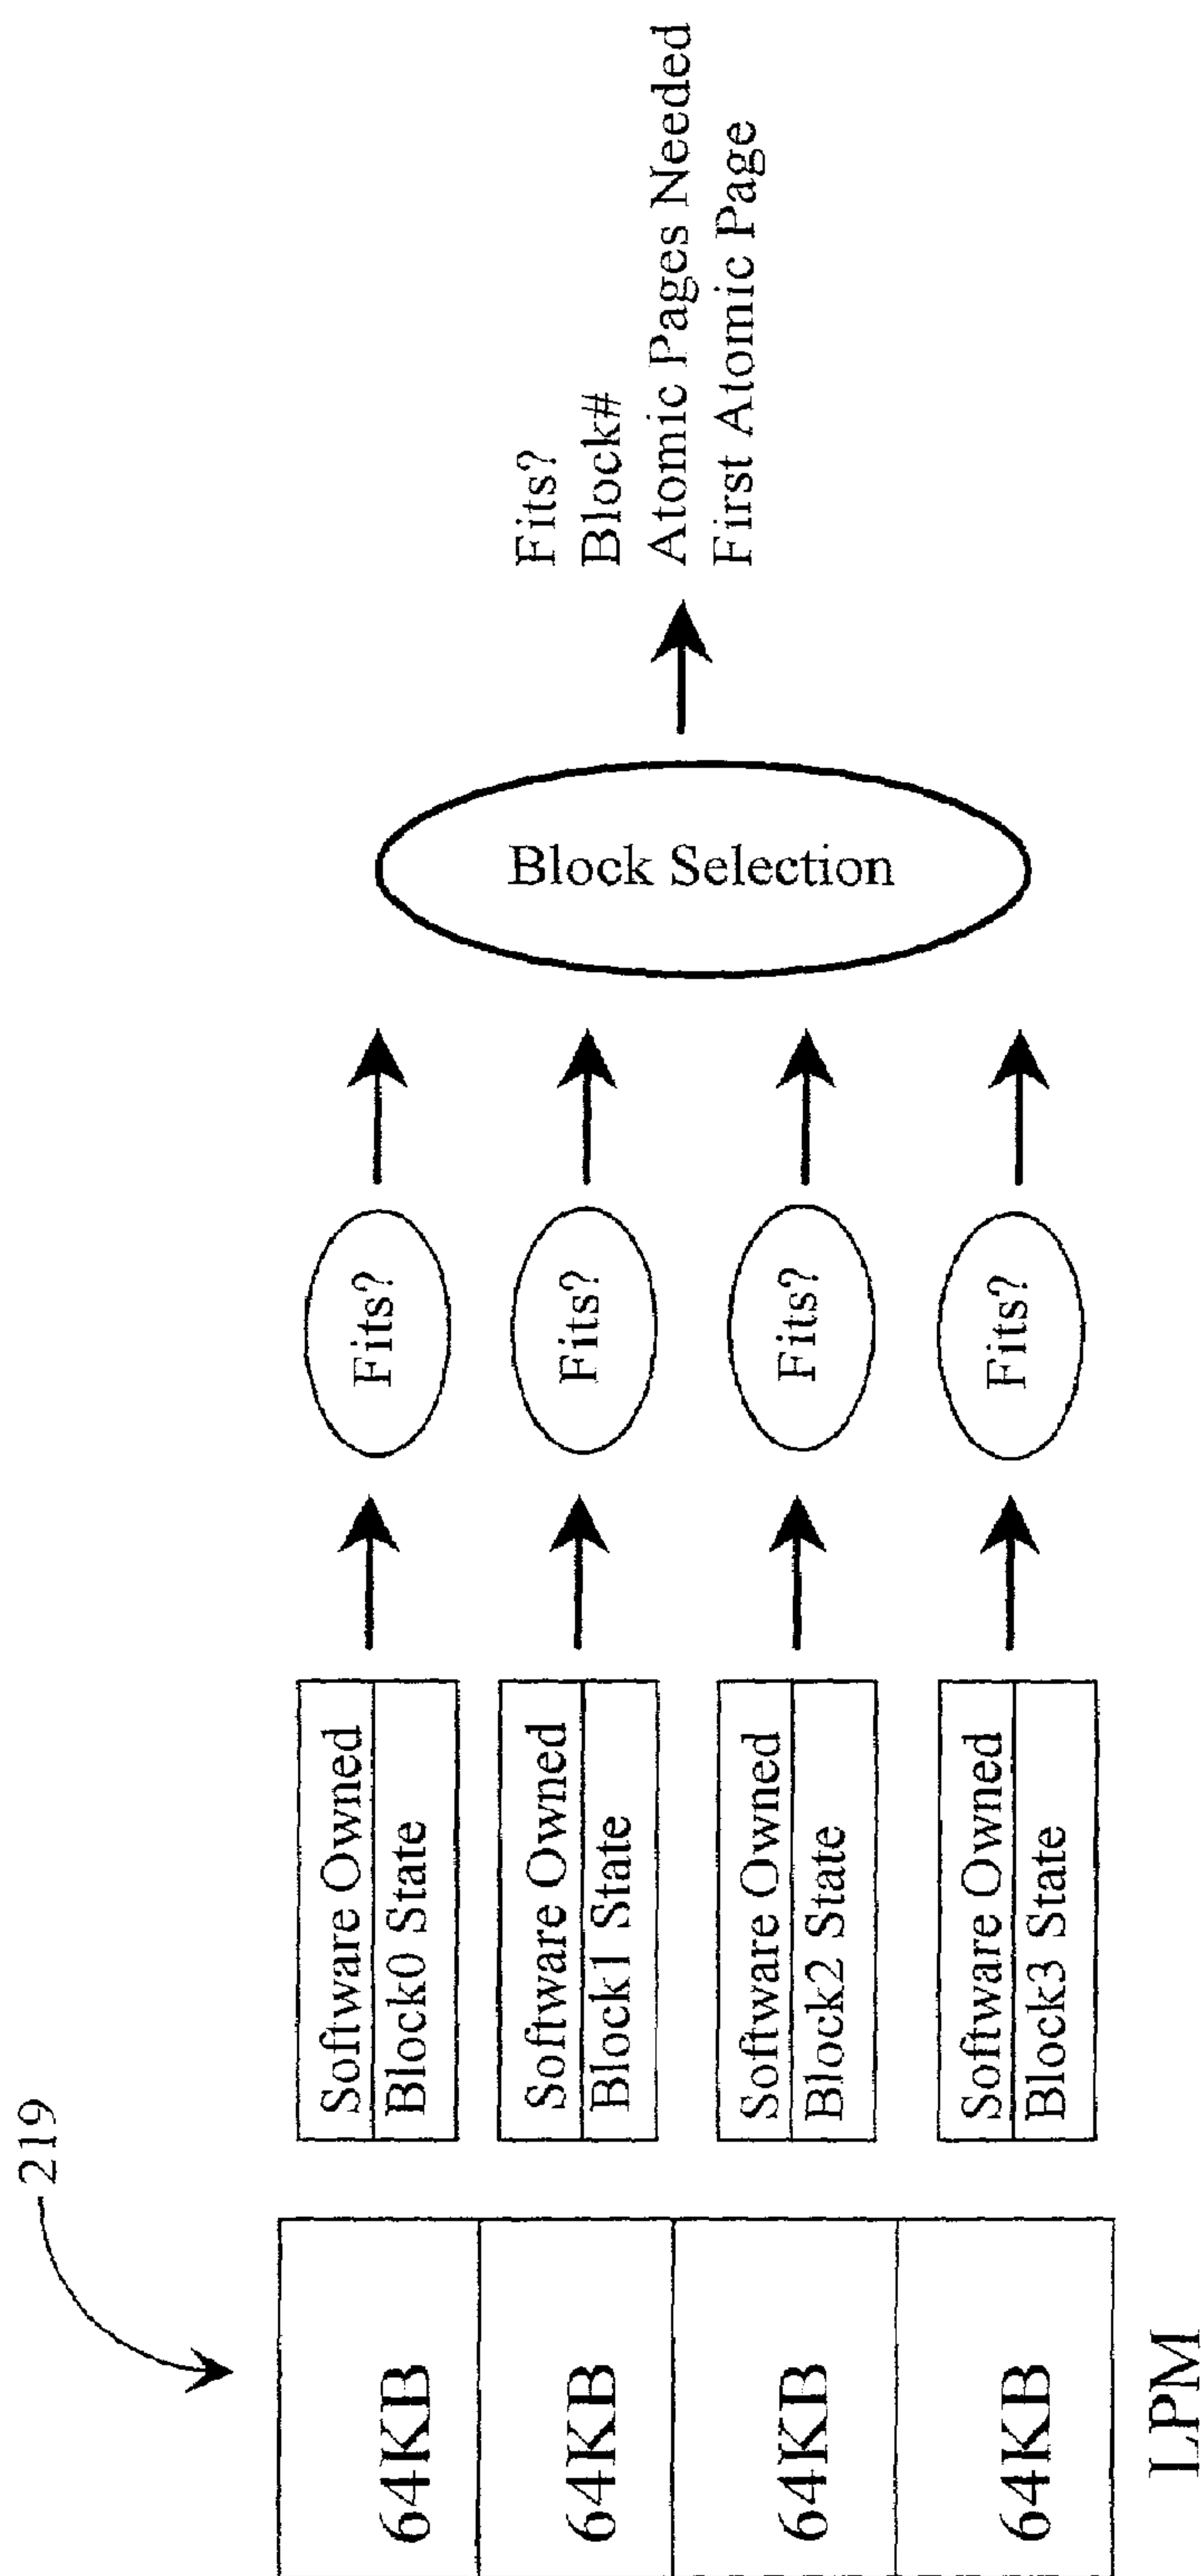 219
64KB
64KB
64KB
64KB
LPM
Software Owned
Block0 State
Software Owned
Block1 State
Software Owned
Block2 State
Software Owned
Block3 State
Fits?
Fits?
Fits?
Fits?
Block Selection
Fits?
Block#
Atomic Pages Needed
First Atomic Page